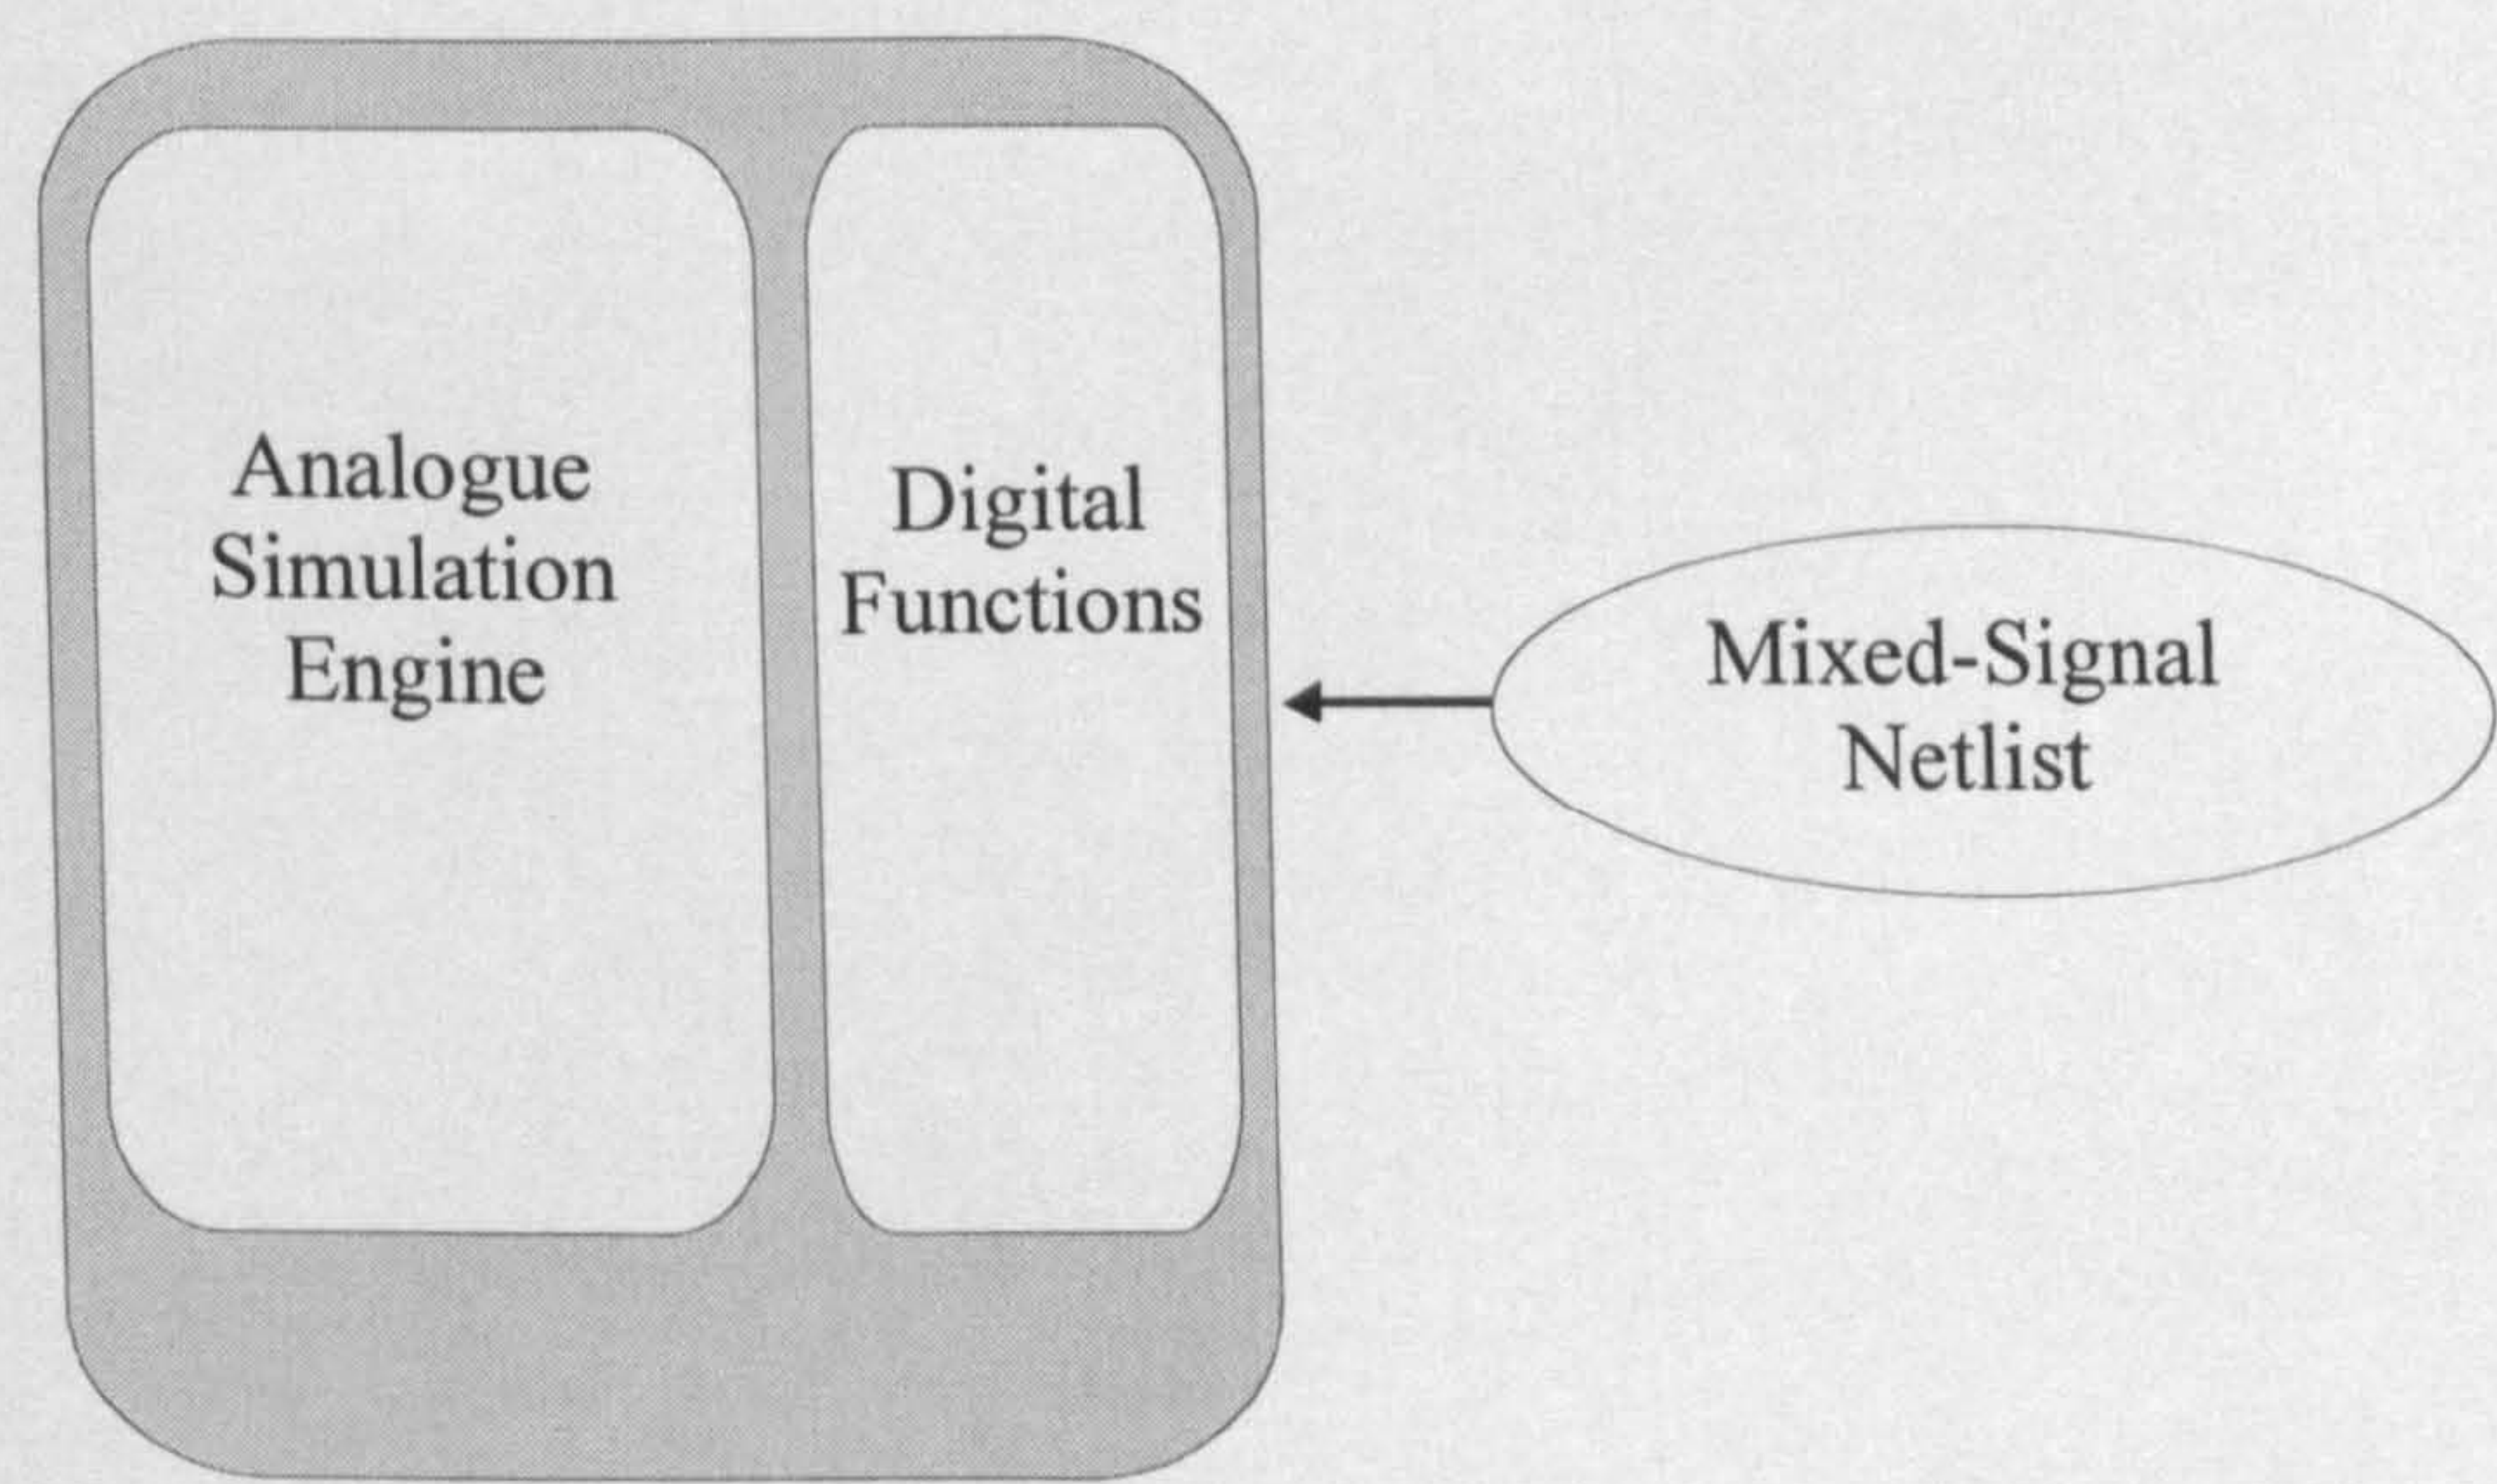 Analogue
Simulation
Engine
Digital
Functions
Mixed-Signal
Netlist